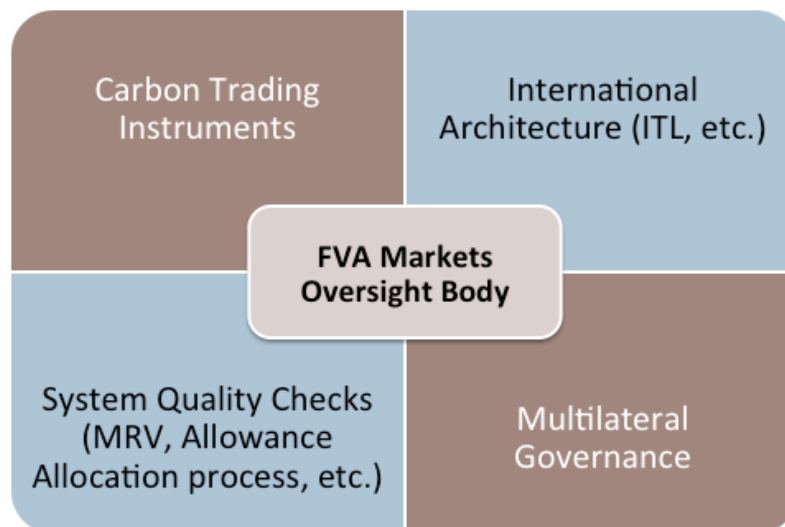 Carbon Trading
Instruments
International
Architecture (ITL, etc.)
FVA Markets
Oversight Body
System Quality Checks
(MRV, Allowance
Allocation process, etc.)
Multilateral
Governance